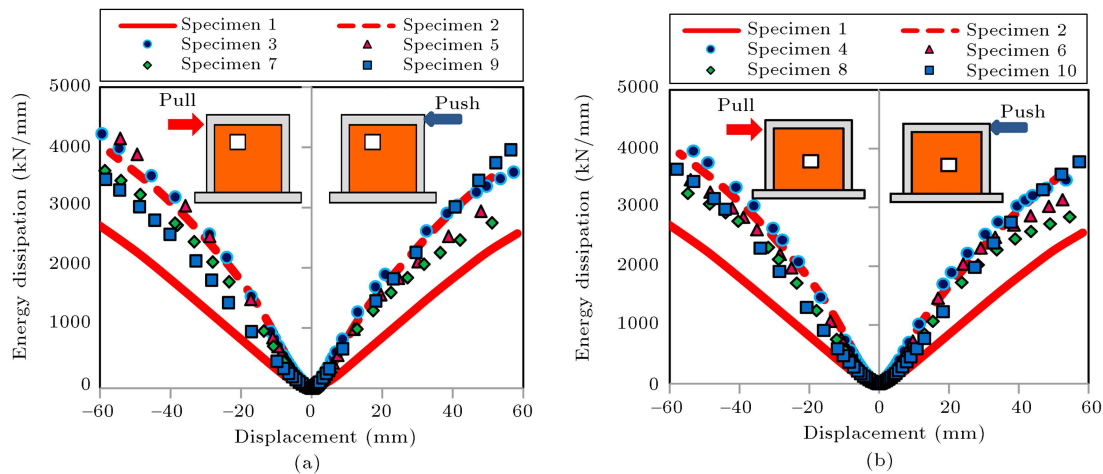 Specimen 1
Specimen 2
Specimen 3
Specimen 5
Specimen 7
Specimen 9
5000
4000
3000
2000
1000
0
Energy dissipation (kN/mm)
Pull
Push
−60 −40 −20 0 20 40 60
Displacement (mm)
(a)
Specimen 1
Specimen 2
Specimen 4
Specimen 6
Specimen 8
Specimen 10
5000
4000
3000
2000
1000
0
Energy dissipation (kN/mm)
Pull
Push
−60 −40 −20 0 20 40 60
Displacement (mm)
(b)